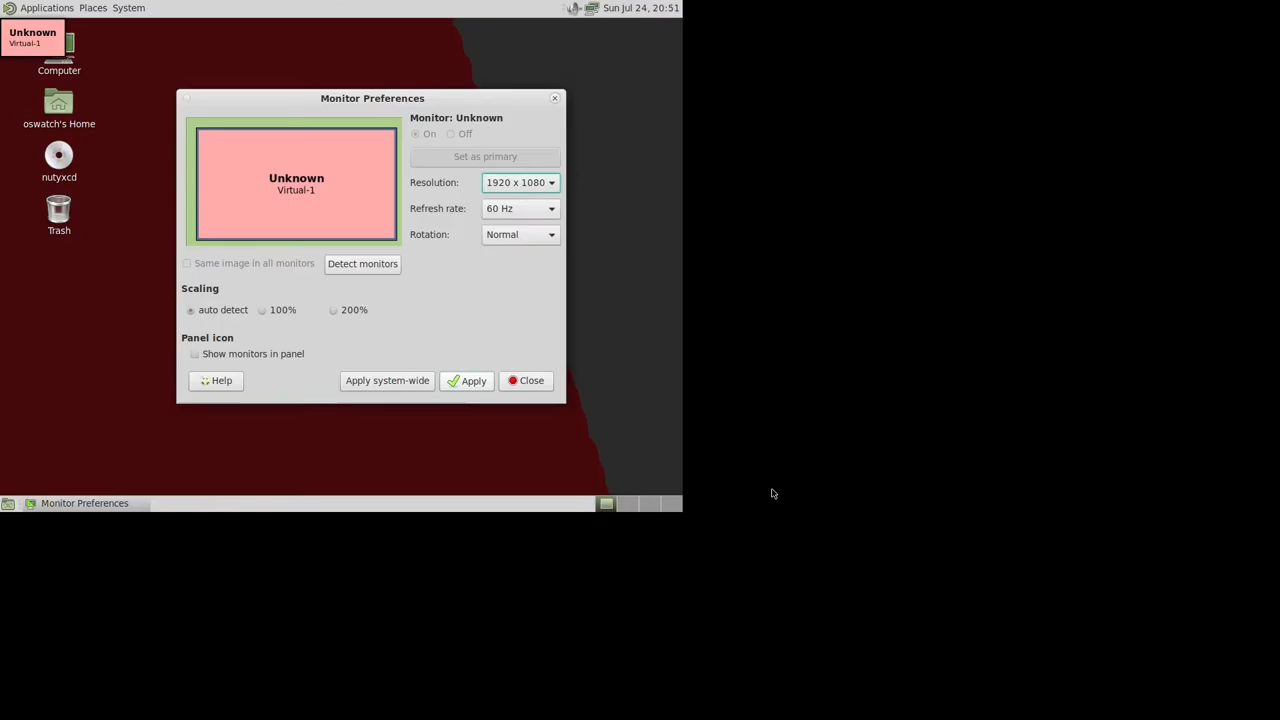 Applications Places System
Sun Jul 24, 20:51
Unknown
Virtual-1
Computer
oswatch's Home
nutyxcd
Trash
Monitor Preferences
Unknown
Virtual-1
Monitor: Unknown
On Off
Set as primary
Resolution: 1920 x 1080
Refresh rate: 60 Hz
Rotation: Normal
Same image in all monitors Detect monitors
Scaling
auto detect 100% 200%
Panel icon
Show monitors in panel
Help Apply system-wide Apply Close
Monitor Preferences